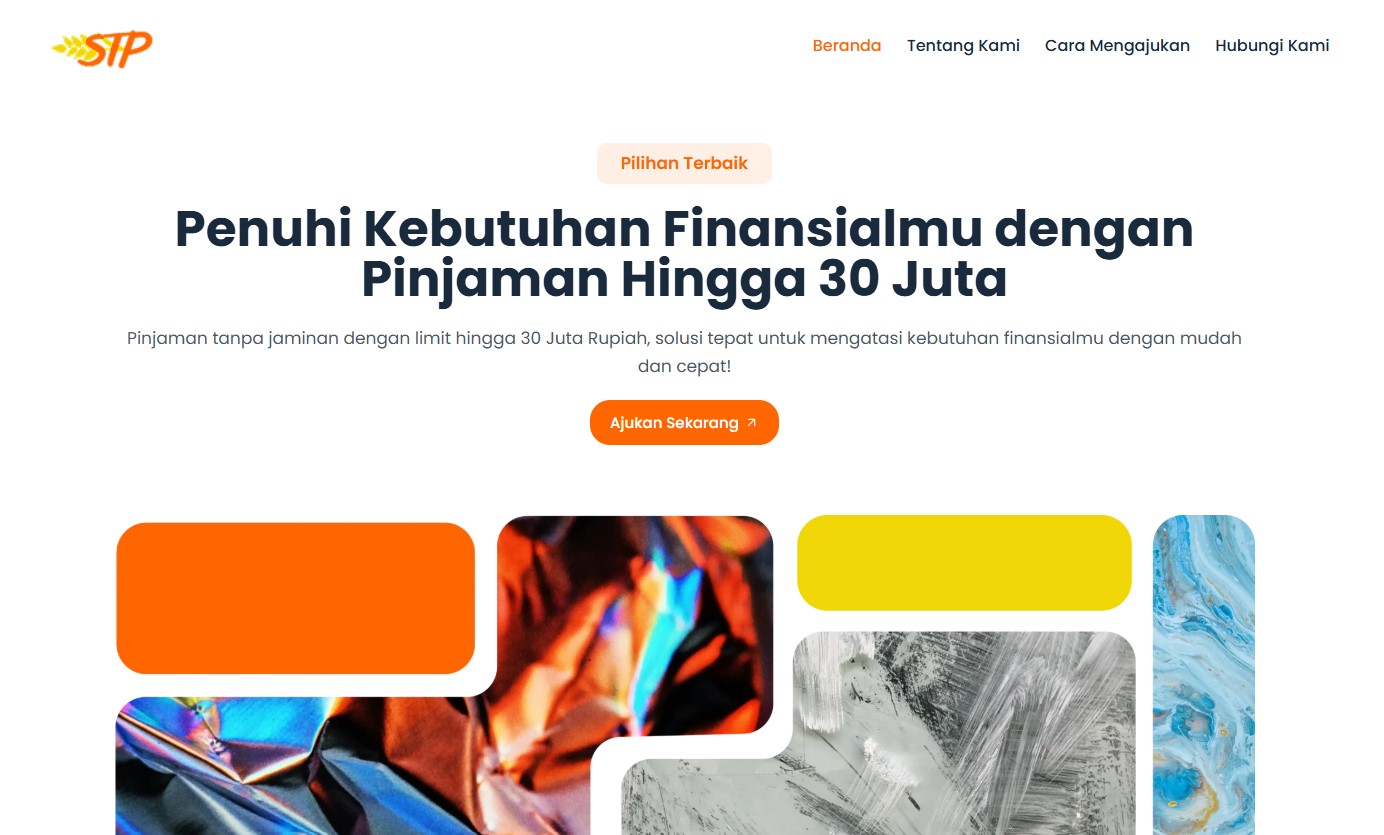 STP
Beranda
Tentang Kami
Cara Mengajukan
Hubungi Kami
Pilihan Terbaik
Penuhi Kebutuhan Finansialmu dengan
Pinjaman Hingga 30 Juta
Pinjaman tanpa jaminan dengan limit hingga 30 Juta Rupiah, solusi tepat untuk mengatasi kebutuhan finansialmu dengan mudah
dan cepat!
Ajukan Sekarang